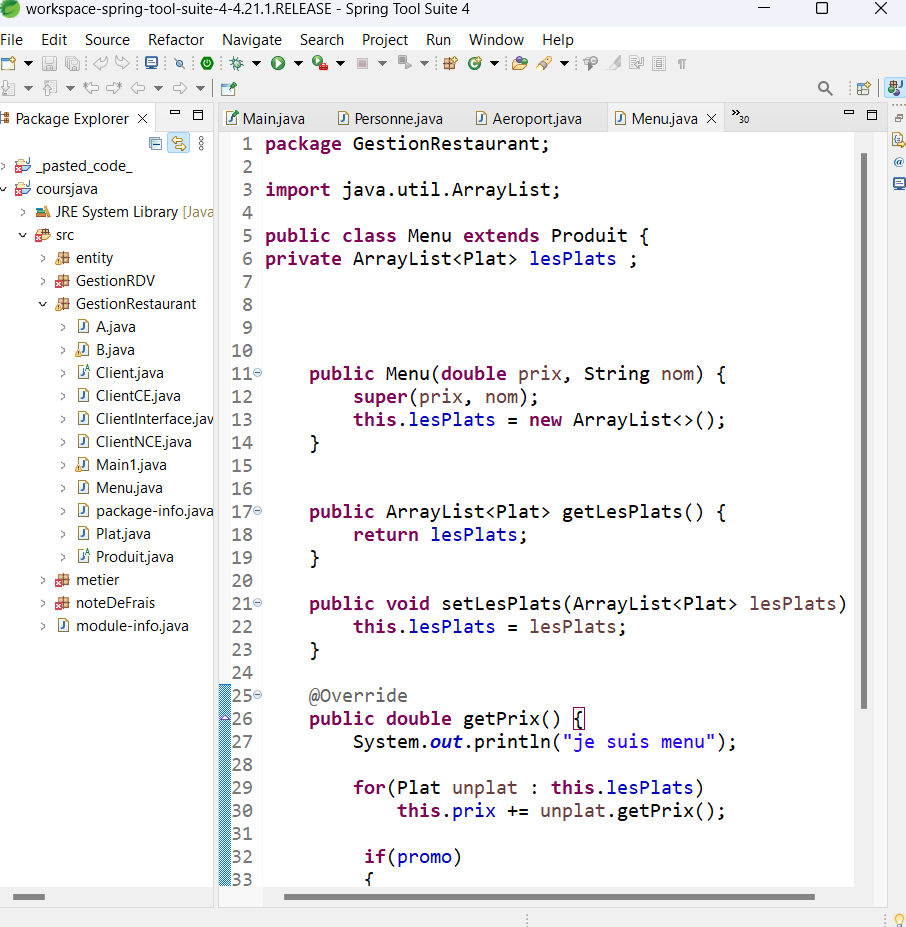 workspace-spring-tool-suite-4-4.21.1.RELEASE - Spring Tool Suite 4
File Edit Source Refactor Navigate Search Project Run Window Help
Package Explorer
_pasted_code_
coursjava
JRE System Library [Java
src
entity
GestionRDV
GestionRestaurant
A.java
B.java
Client.java
ClientCE.java
ClientInterface.jav
ClientNCE.java
Main1.java
Menu.java
package-info.java
Plat.java
Produit.java
metier
noteDeFrais
module-info.java
Main.java Personne.java Aeroport.java Menu.java »30
1 package GestionRestaurant;
2
3 import java.util.ArrayList;
4
5 public class Menu extends Produit {
6 private ArrayList<Plat> lesPlats ;
7
8
9
10
11 public Menu(double prix, String nom) {
12 super(prix, nom);
13 this.lesPlats = new ArrayList<>();
14 }
15
16
17 public ArrayList<Plat> getLesPlats() {
18 return lesPlats;
19 }
20
21 public void setLesPlats(ArrayList<Plat> lesPlats)
22 this.lesPlats = lesPlats;
23 }
24
25 @Override
26 public double getPrix() {
27 System.out.println("je suis menu");
28
29 for(Plat unplat : this.lesPlats)
30 this.prix += unplat.getPrix();
31
32 if(promo)
33 {